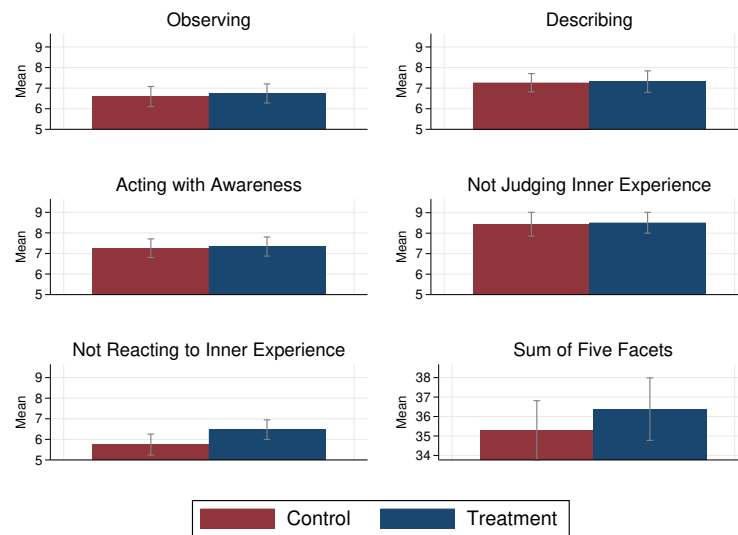 Observing
Describing
Mean
9
8
7
6
5
Mean
9
8
7
6
5
Acting with Awareness
Not Judging Inner Experience
Mean
9
8
7
6
5
Mean
9
8
7
6
5
Not Reacting to Inner Experience
Sum of Five Facets
Mean
9
8
7
6
5
Mean
38
37
36
35
34
Control
Treatment